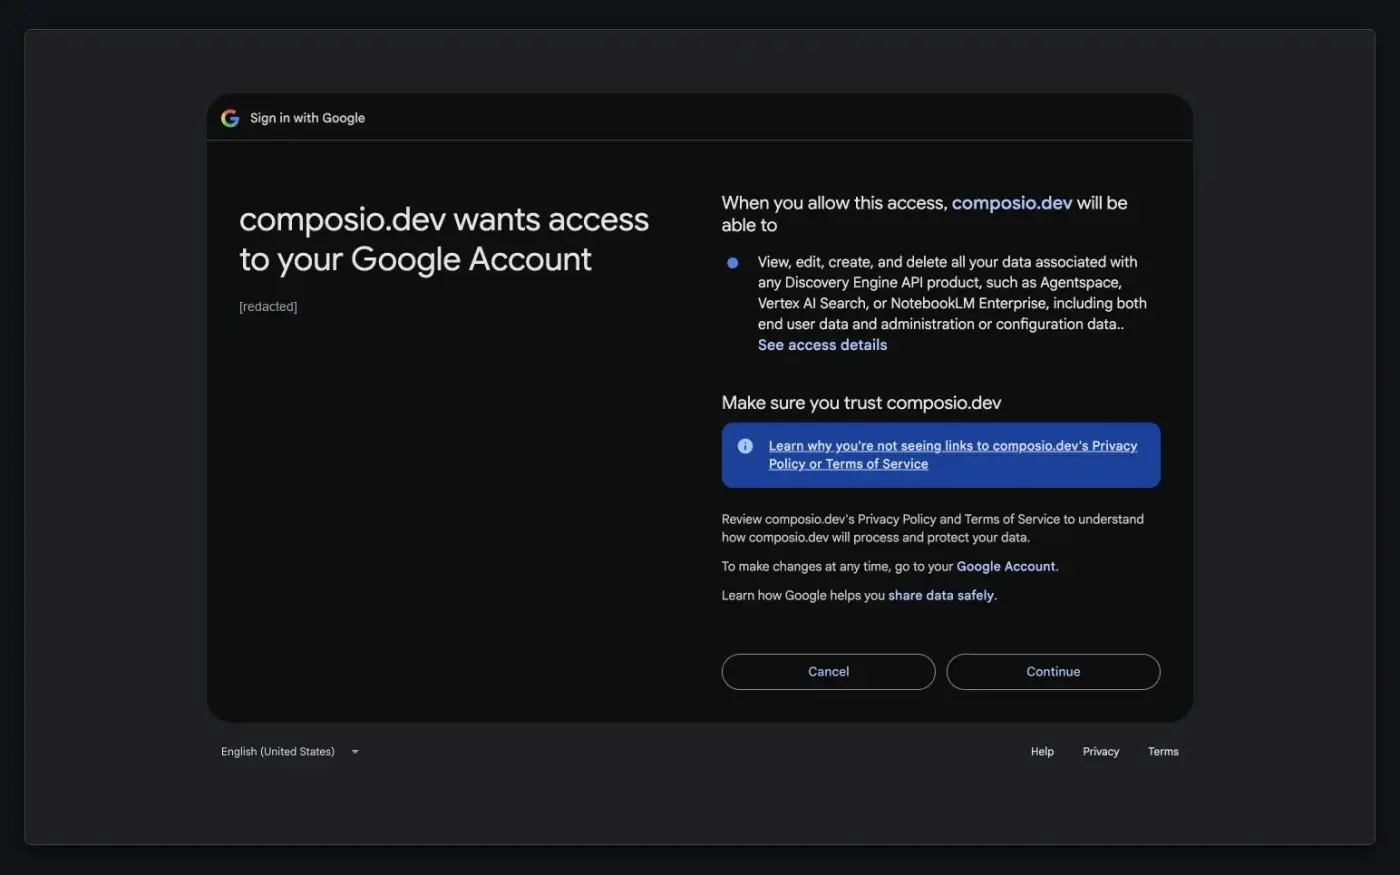 Sign in with Google
composio.dev wants access
to your Google Account
[redacted]
When you allow this access, composio.dev will be
able to
View, edit, create, and delete all your data associated with
any Discovery Engine API product, such as Agentspace,
Vertex AI Search, or NotebookLM Enterprise, including both
end user data and administration or configuration data..
See access details
Make sure you trust composio.dev
Learn why you're not seeing links to composio.dev's Privacy
Policy or Terms of Service
Review composio.dev's Privacy Policy and Terms of Service to understand
how composio.dev will process and protect your data.
To make changes at any time, go to your Google Account.
Learn how Google helps you share data safely.
Cancel
Continue
English (United States)
Help
Privacy
Terms